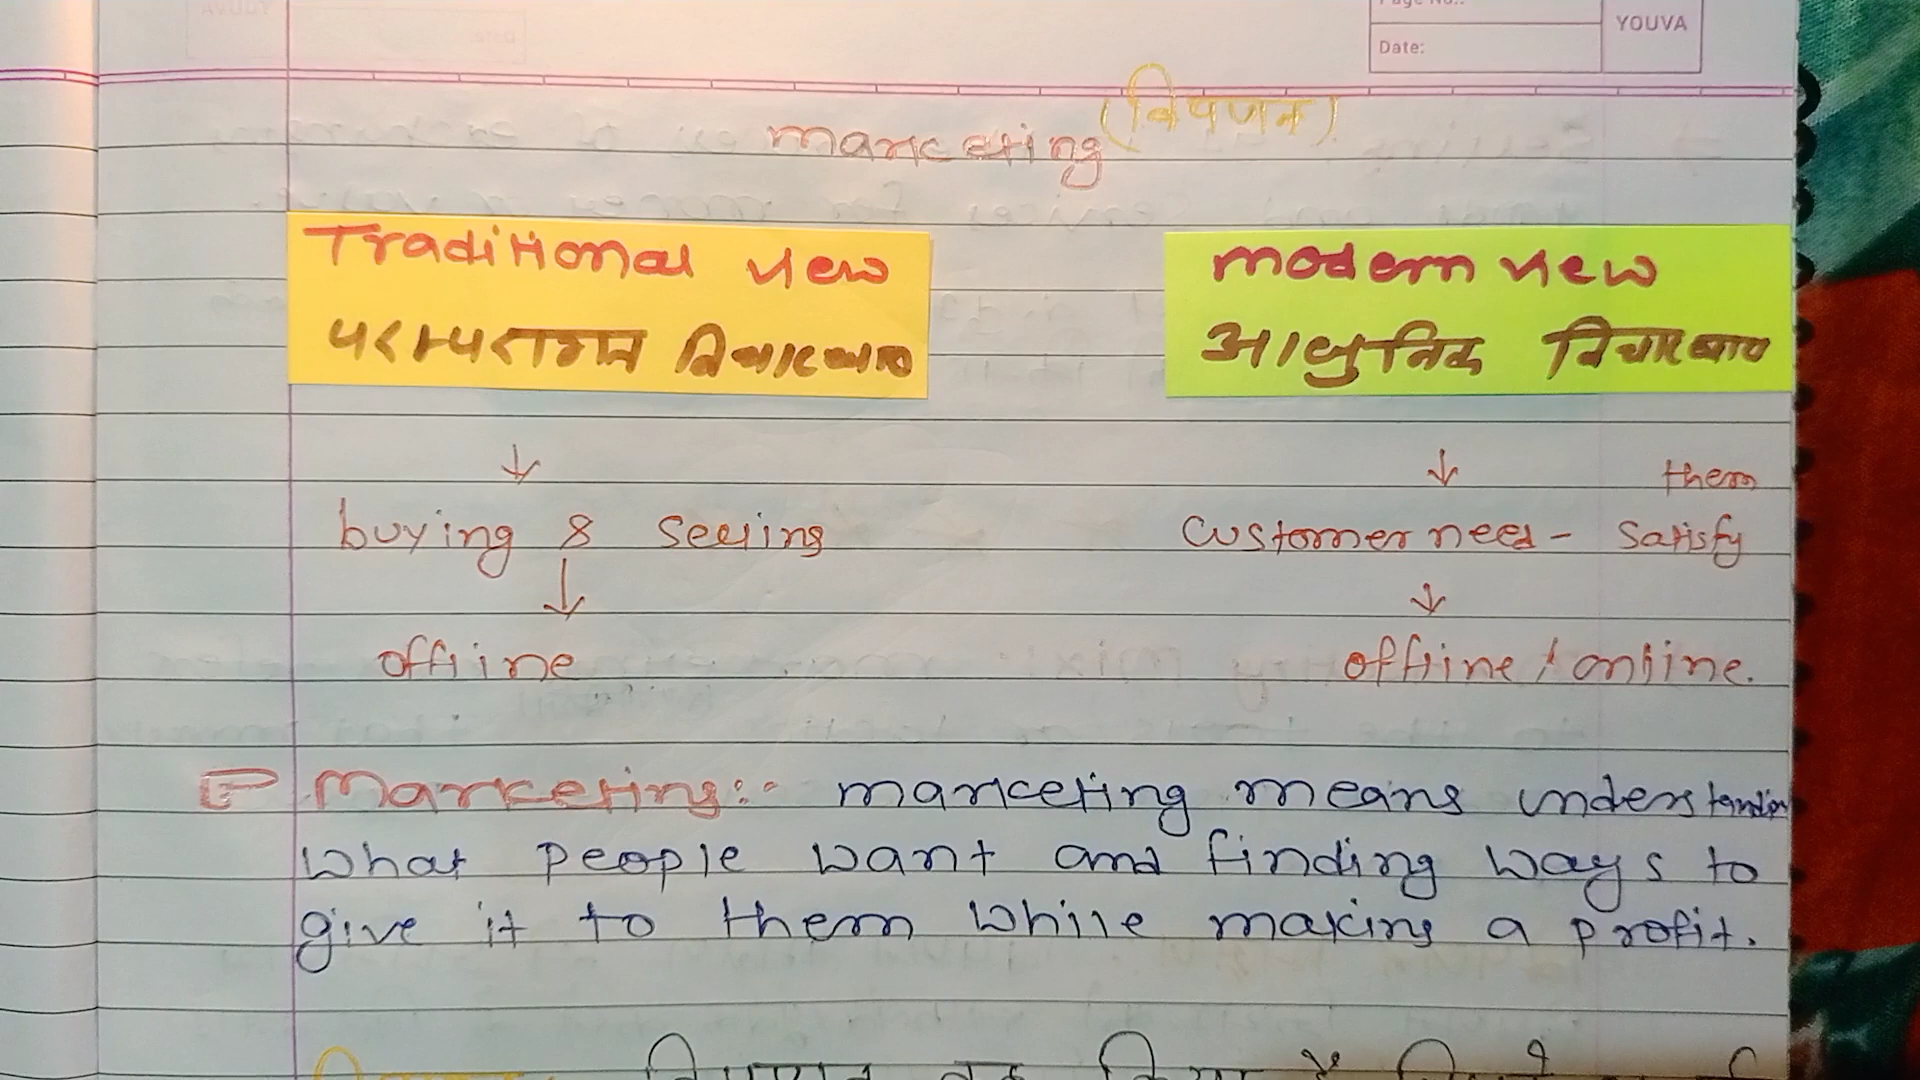 Page No.:
Date:
YOUVA
marketing (विपणन)
Traditional view
परम्परागत विचारधारा
modern view
आधुनिक विचारधारा
↓
↓
them
buying & selling
Customer need - Satisfy
↓
↓
offline
offline / online.
Marketing:- marketing means understanding
what people want and finding ways to
give it to them while making a profit.